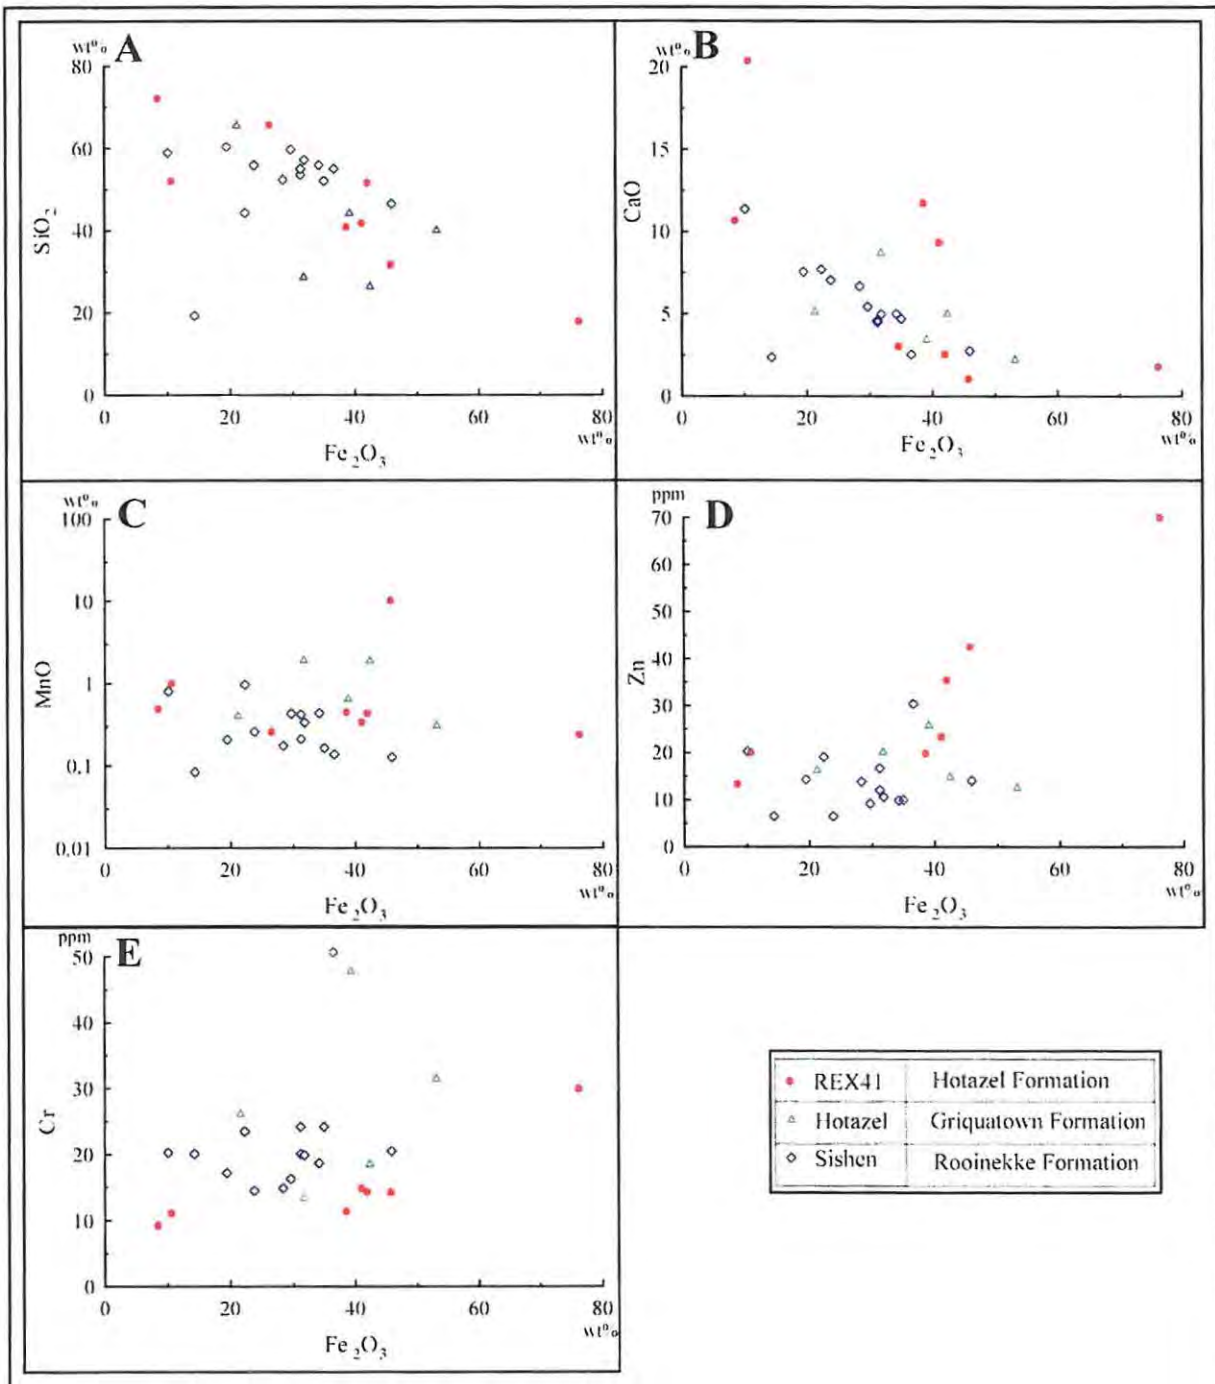 wt% A
80
60
40
20
0
SiO2
0 20 40 60 80
wt%
Fe2O3
wt% B
20
15
10
5
0
CaO
0 20 40 60 80
wt%
Fe2O3
wt% C
100
10
1
0,1
0,01
MnO
0 20 40 60 80
wt%
Fe2O3
ppm D
70
60
50
40
30
20
10
0
Zn
0 20 40 60 80
wt%
Fe2O3
ppm E
50
40
30
20
10
0
Cr
0 20 40 60 80
wt%
Fe2O3
REX41 Hotazel Formation
Hotazel Griquatown Formation
Sishen Rooinekke Formation